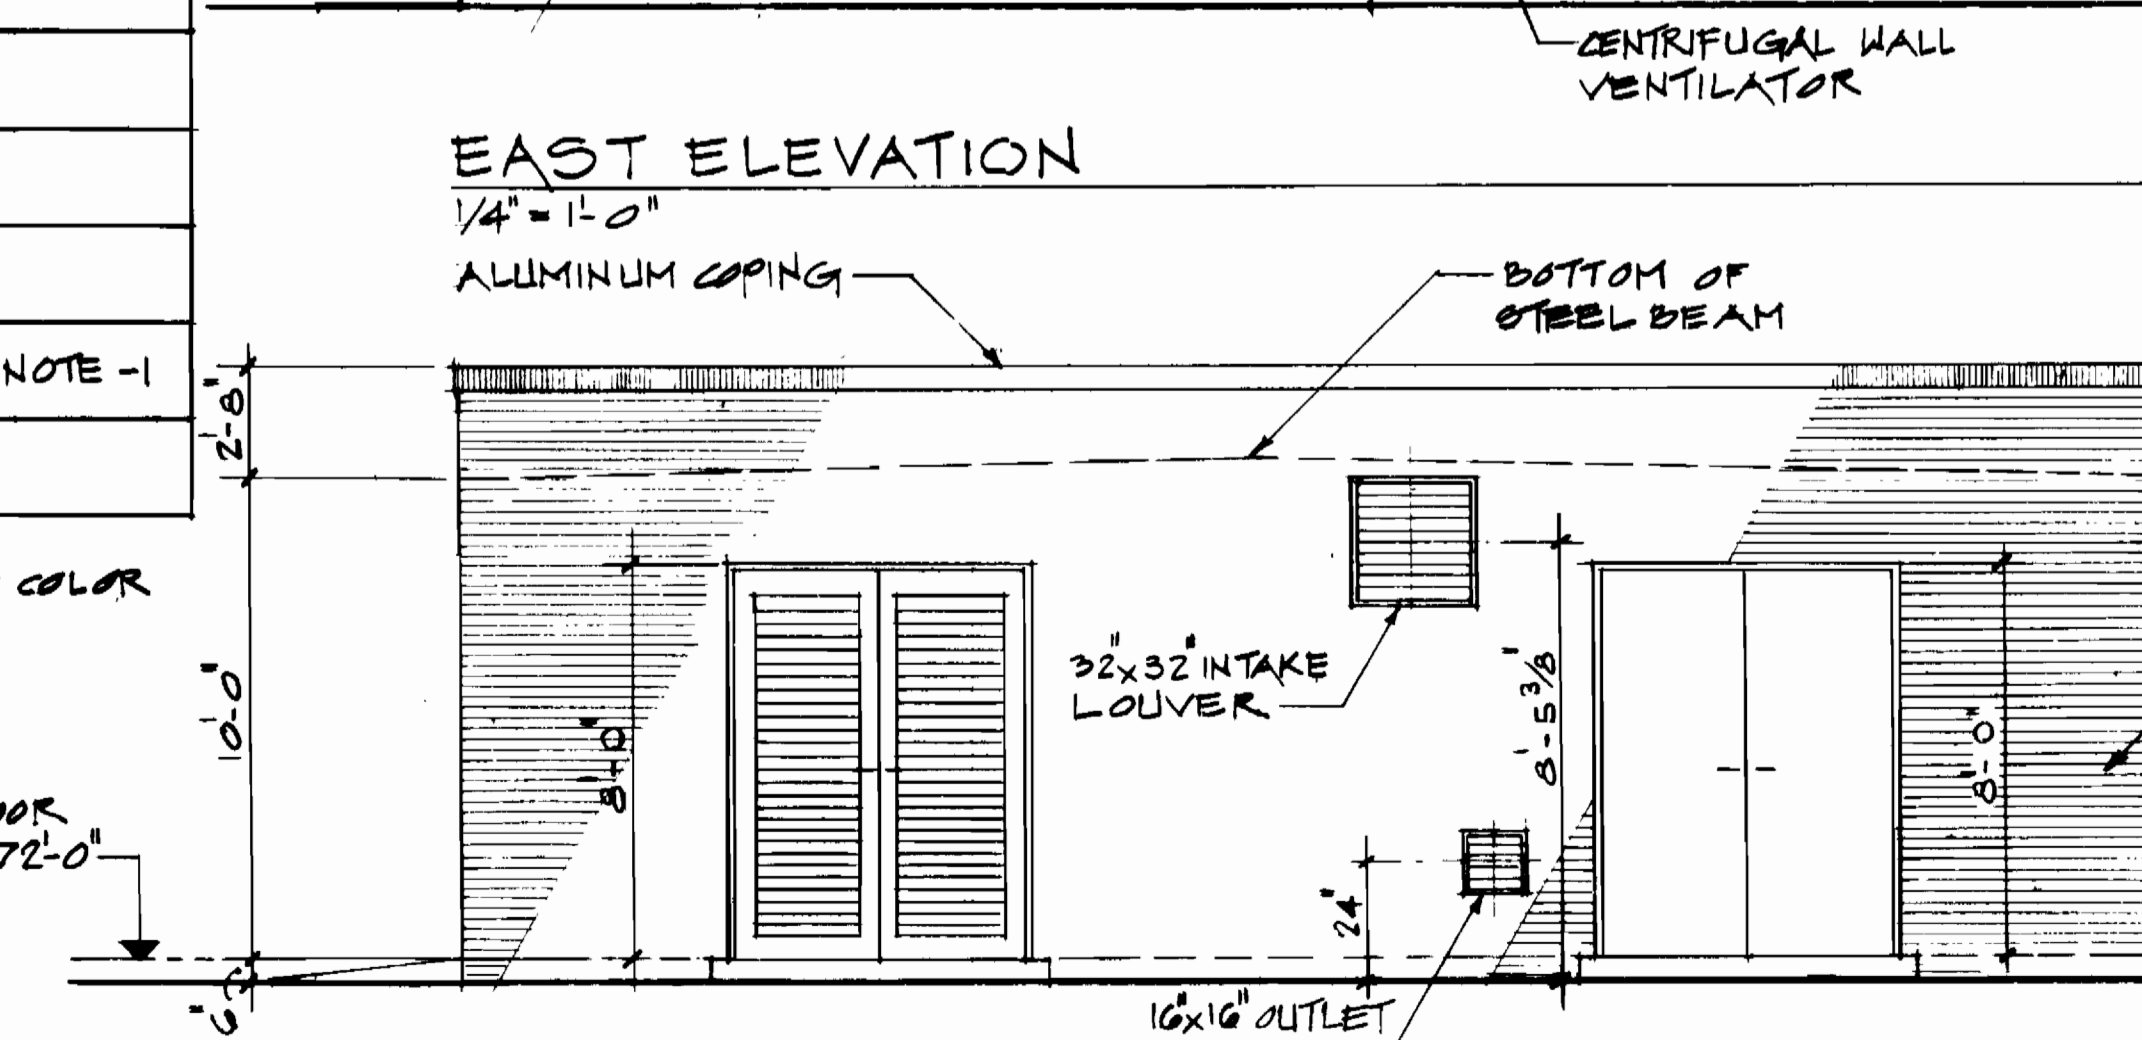 CENTRIFUGAL WALL
VENTILATOR
EAST ELEVATION
1/4" = 1'-0"
ALUMINUM COPING
BOTTOM OF
STEEL BEAM
NOTE -1
2'-8"
COLOR
32"x32" INTAKE
LOUVER
10'-0"
8'-0"
8'-5 3/8"
8'-0"
OOR
72'-0"
24"
6"
16"x16" OUTLET